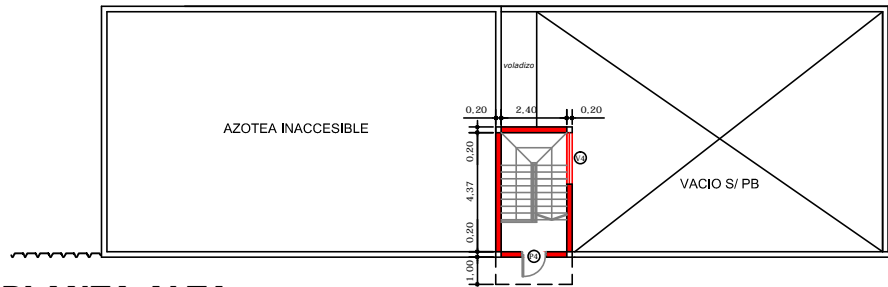 voladizo
0,20
2,40
0,20
AZOTEA INACCESIBLE
0,20
V4
4,37
VACIO S/ PB
0,20
P4
1,00